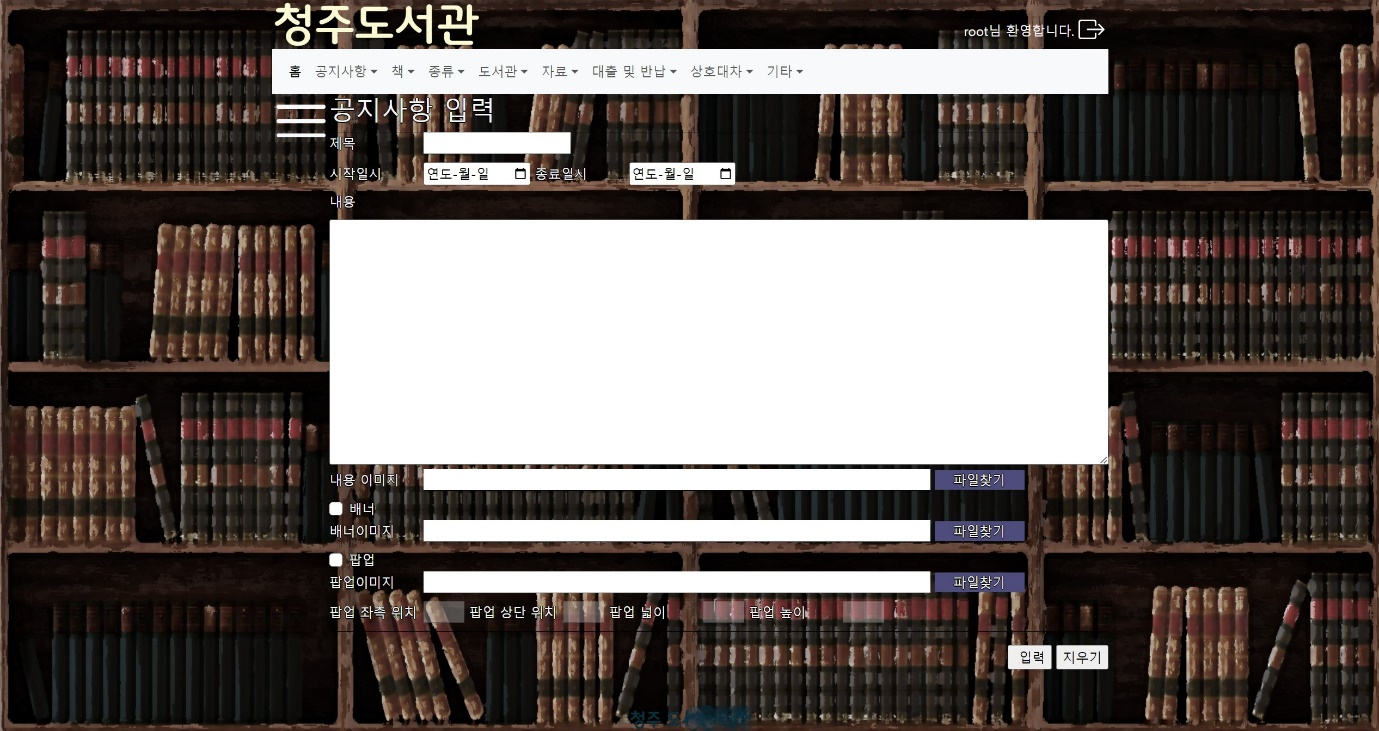 청주도서관
root님 환영합니다.
홈 공지사항 책 종류 도서관 자료 대출 및 반납 상호대차 기타
공지사항 입력
제목
시작일시 연도-월-일 종료일시 연도-월-일
내용
내용 이미지 파일찾기
배너
배너이미지 파일찾기
팝업
팝업이미지 파일찾기
팝업 좌측 위치 팝업 상단 위치 팝업 넓이 팝업 높이
입력 지우기
청주